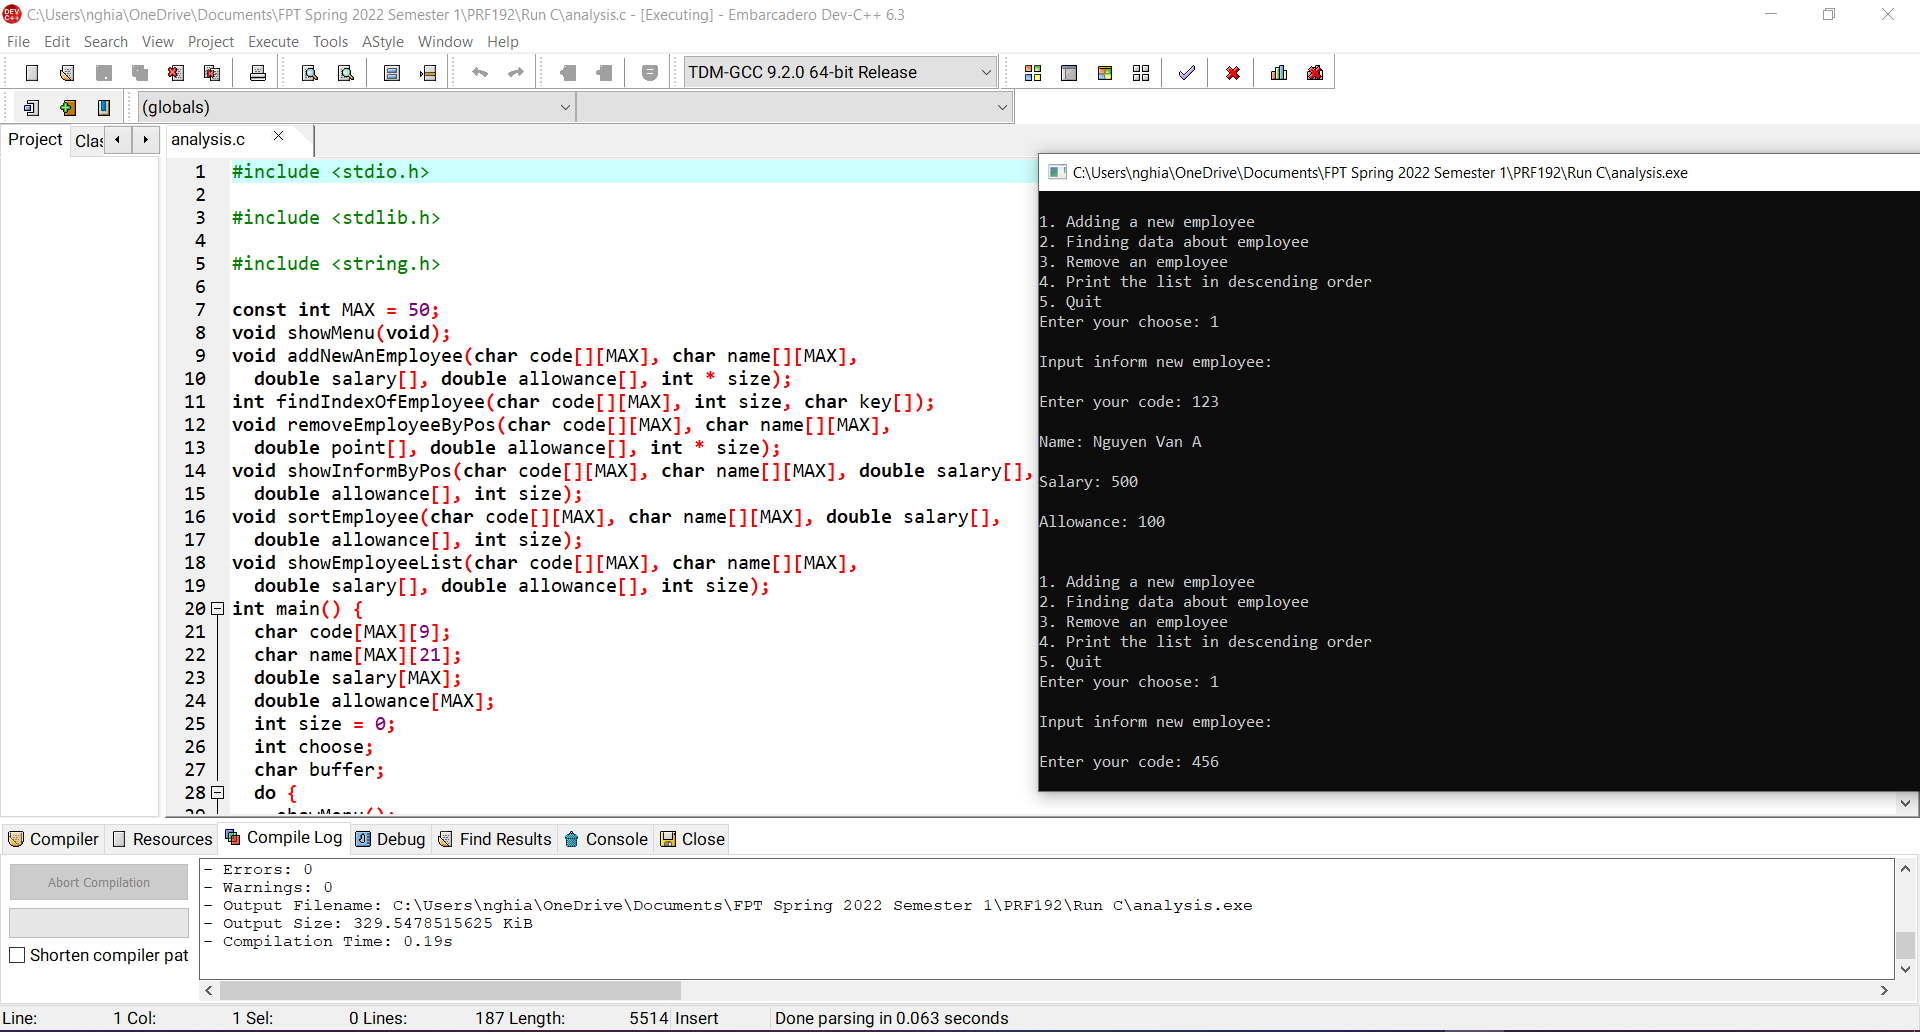 C:\Users\nghia\OneDrive\Documents\FPT Spring 2022 Semester 1\PRF192\Run C\analysis.c - [Executing] - Embarcadero Dev-C++ 6.3
File Edit Search View Project Execute Tools AStyle Window Help
TDM-GCC 9.2.0 64-bit Release
(globals)
Project Clas
analysis.c
1 #include <stdio.h>
2
3 #include <stdlib.h>
4
5 #include <string.h>
6
7 const int MAX = 50;
8 void showMenu(void);
9 void addNewAnEmployee(char code[][MAX], char name[][MAX],
10 double salary[], double allowance[], int * size);
11 int findIndexOfEmployee(char code[][MAX], int size, char key[]);
12 void removeEmployeeByPos(char code[][MAX], char name[][MAX],
13 double point[], double allowance[], int * size);
14 void showInformByPos(char code[][MAX], char name[][MAX], double salary[],
15 double allowance[], int size);
16 void sortEmployee(char code[][MAX], char name[][MAX], double salary[],
17 double allowance[], int size);
18 void showEmployeeList(char code[][MAX], char name[][MAX],
19 double salary[], double allowance[], int size);
20 int main() {
21 char code[MAX][9];
22 char name[MAX][21];
23 double salary[MAX];
24 double allowance[MAX];
25 int size = 0;
26 int choose;
27 char buffer;
28 do {
C:\Users\nghia\OneDrive\Documents\FPT Spring 2022 Semester 1\PRF192\Run C\analysis.exe
1. Adding a new employee
2. Finding data about employee
3. Remove an employee
4. Print the list in descending order
5. Quit
Enter your choose: 1
Input inform new employee:
Enter your code: 123
Name: Nguyen Van A
Salary: 500
Allowance: 100
1. Adding a new employee
2. Finding data about employee
3. Remove an employee
4. Print the list in descending order
5. Quit
Enter your choose: 1
Input inform new employee:
Enter your code: 456
Compiler Resources Compile Log Debug Find Results Console Close
Abort Compilation
Shorten compiler pat
- Errors: 0
- Warnings: 0
- Output Filename: C:\Users\nghia\OneDrive\Documents\FPT Spring 2022 Semester 1\PRF192\Run C\analysis.exe
- Output Size: 329.5478515625 KiB
- Compilation Time: 0.19s
Line: 1 Col: 1 Sel: 0 Lines: 187 Length: 5514 Insert Done parsing in 0.063 seconds